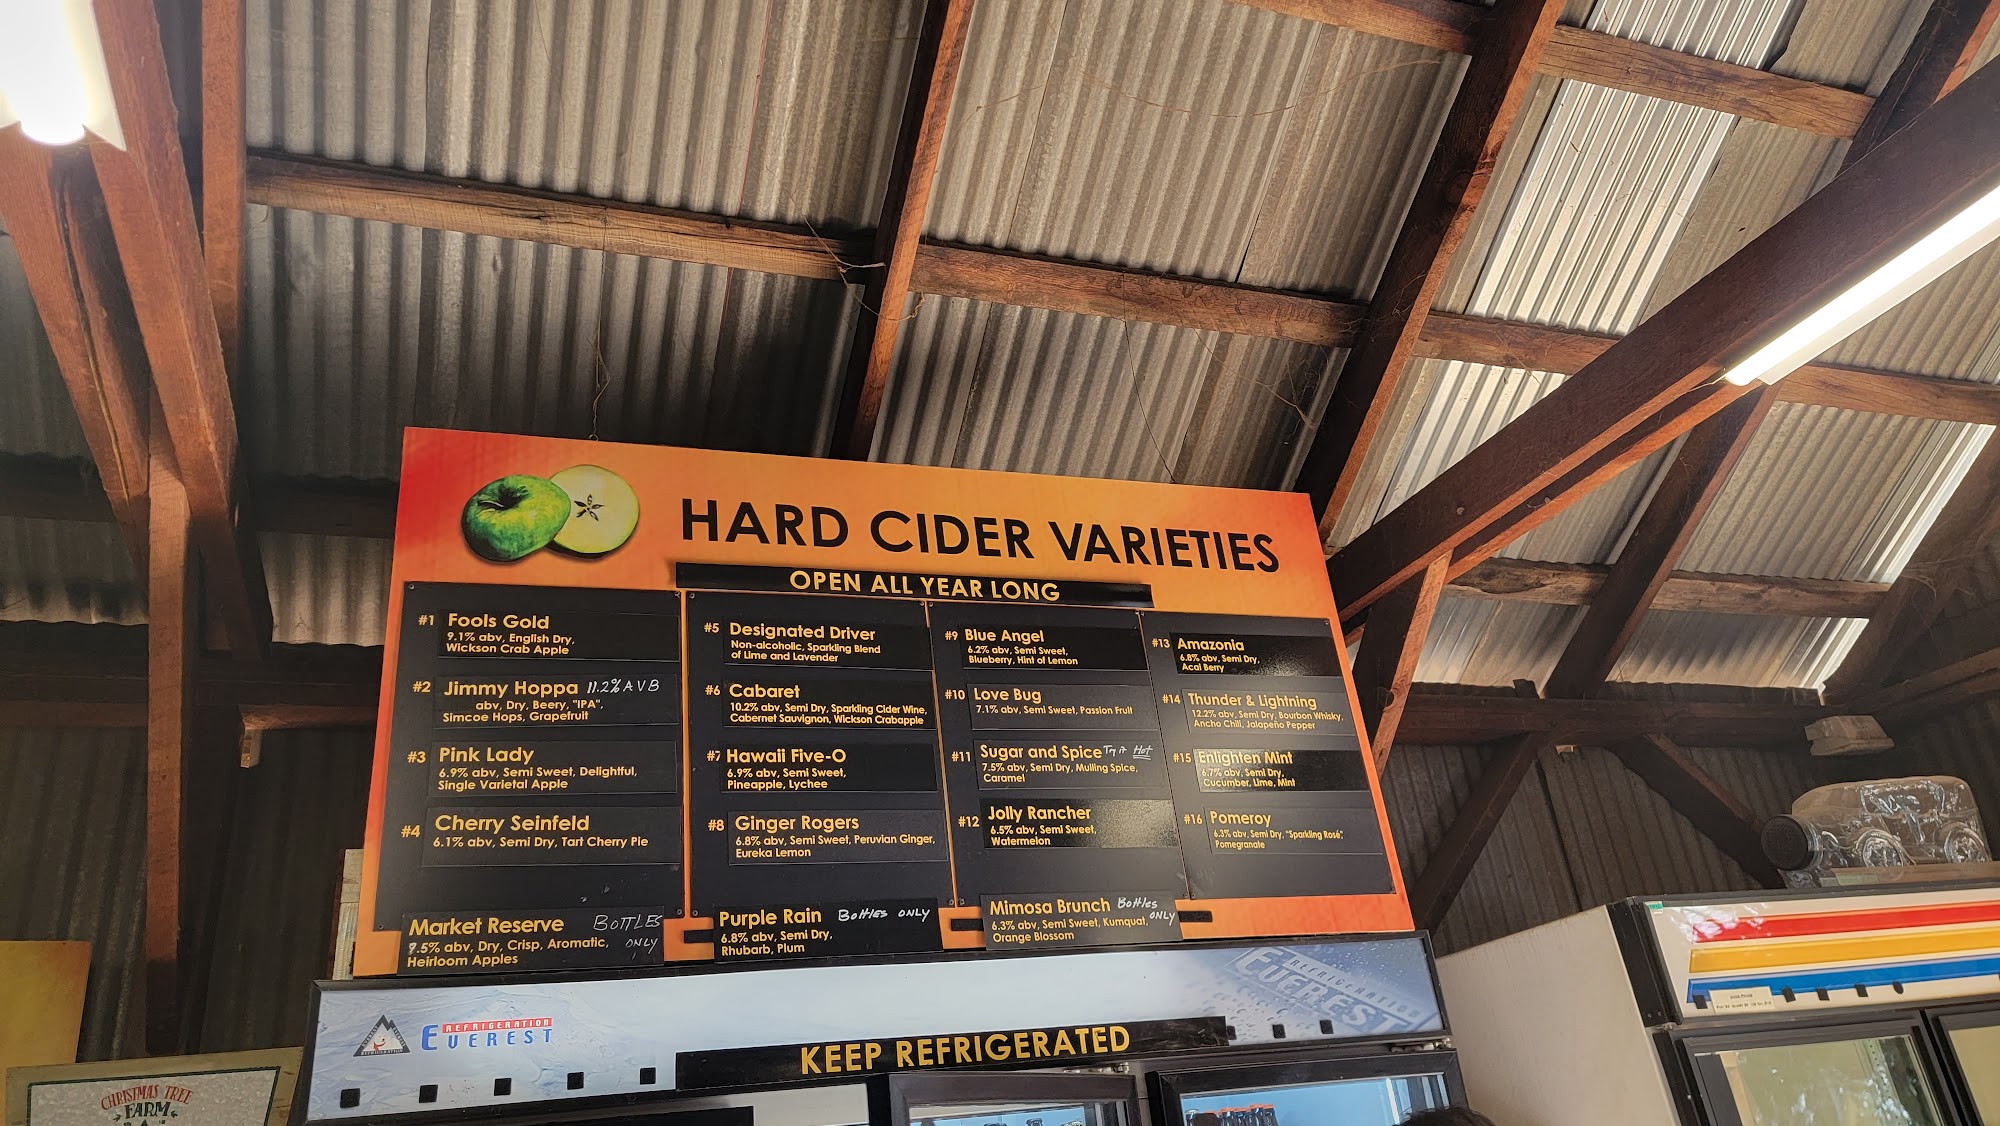 HARD CIDER VARIETIES
OPEN ALL YEAR LONG
#1 Fools Gold
9.1% abv, English Dry,
Wickson Crab Apple
#2 Jimmy Hoppa 11.2% AVB
abv, Dry, Beery, "IPA",
Simcoe Hops, Grapefruit
#3 Pink Lady
6.9% abv, Semi Sweet, Delightful,
Single Varietal Apple
#4 Cherry Seinfeld
6.1% abv, Semi Dry, Tart Cherry Pie
Market Reserve BOTTLES
7.5% abv, Dry, Crisp, Aromatic, ONLY
Heirloom Apples
#5 Designated Driver
Non-alcoholic, Sparkling Blend
of Lime and Lavender
#6 Cabaret
10.2% abv, Semi Dry, Sparkling Cider Wine,
Cabernet Sauvignon, Wickson Crabapple
#7 Hawaii Five-O
6.9% abv, Semi Sweet,
Pineapple, Lychee
#8 Ginger Rogers
6.8% abv, Semi Sweet, Peruvian Ginger,
Eureka Lemon
Purple Rain Bottles ONLY
6.8% abv, Semi Dry,
Rhubarb, Plum
#9 Blue Angel
6.2% abv, Semi Sweet,
Blueberry, Hint of Lemon
#10 Love Bug
7.1% abv, Semi Sweet, Passion Fruit
#11 Sugar and Spice Try it Hot
7.5% abv, Semi Dry, Mulling Spice,
Caramel
#12 Jolly Rancher
6.5% abv, Semi Sweet,
Watermelon
Mimosa Brunch Bottles
6.3% abv, Semi Sweet, Kumquat, ONLY
Orange Blossom
#13 Amazonia
6.8% abv, Semi Dry,
Acai Berry
#14 Thunder & Lightning
12.2% abv, Semi Dry, Bourbon Whisky,
Ancho Chili, Jalapeño Pepper
#15 Enlighten Mint
6.7% abv, Semi Dry,
Cucumber, Lime, Mint
#16 Pomeroy
6.3% abv, Semi Dry, "Sparkling Rosé",
Pomegranate
REFRIGERATION
EVEREST
REFRIGERATION
EVEREST
KEEP REFRIGERATED
CHRISTMAS TREE
FARM